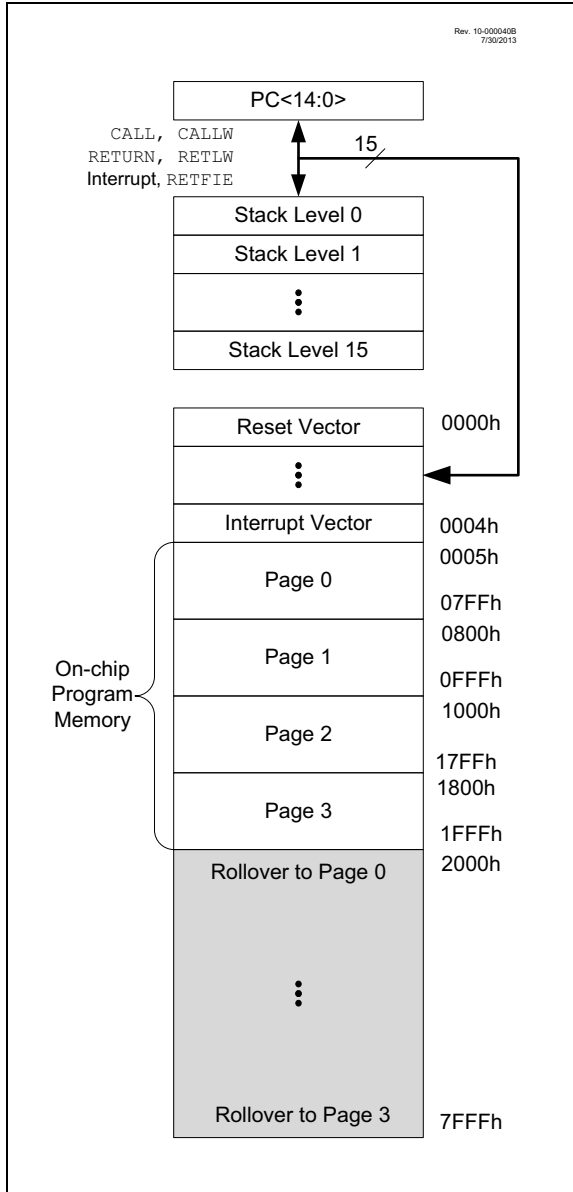 Rev. 10-000040B
7/30/2013
PC<14:0>
CALL, CALLW
RETURN, RETLW
Interrupt, RETFIE
15
Stack Level 0
Stack Level 1
Stack Level 15
Reset Vector
0000h
Interrupt Vector
0004h
0005h
Page 0
07FFh
0800h
On-chip
Program
Memory
Page 1
0FFFh
1000h
Page 2
17FFh
1800h
Page 3
1FFFh
2000h
Rollover to Page 0
Rollover to Page 3
7FFFh